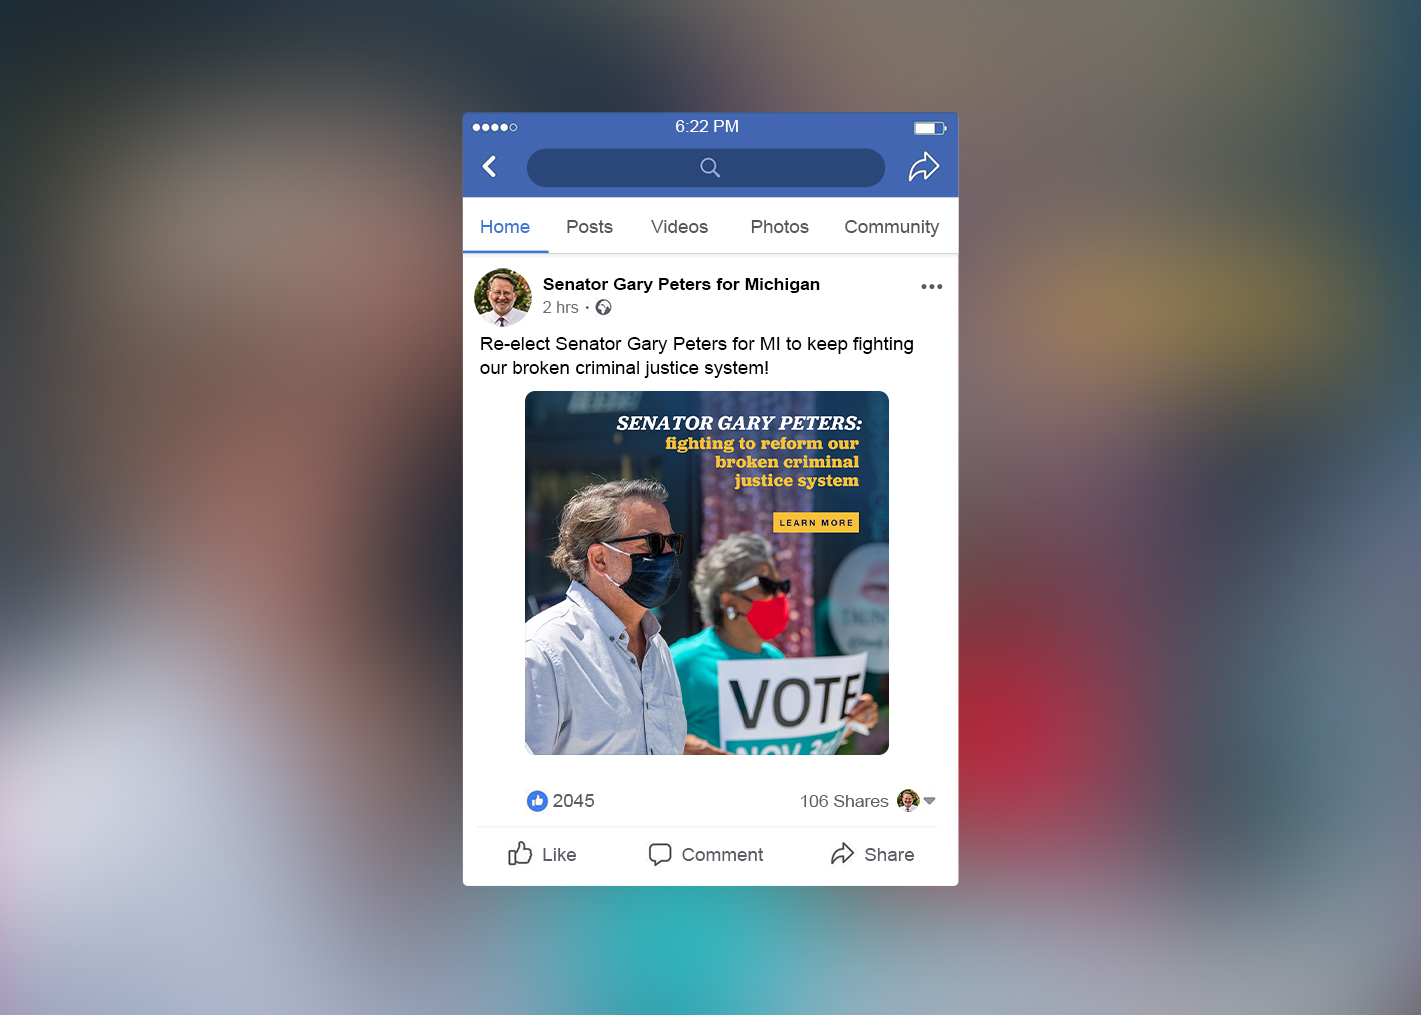 6:22 PM
Home Posts Videos Photos Community
Senator Gary Peters for Michigan
2 hrs ·
Re-elect Senator Gary Peters for MI to keep fighting
our broken criminal justice system!
SENATOR GARY PETERS:
fighting to reform our
broken criminal
justice system
LEARN MORE
VOTE
NOV 3
2045
106 Shares
Like Comment Share